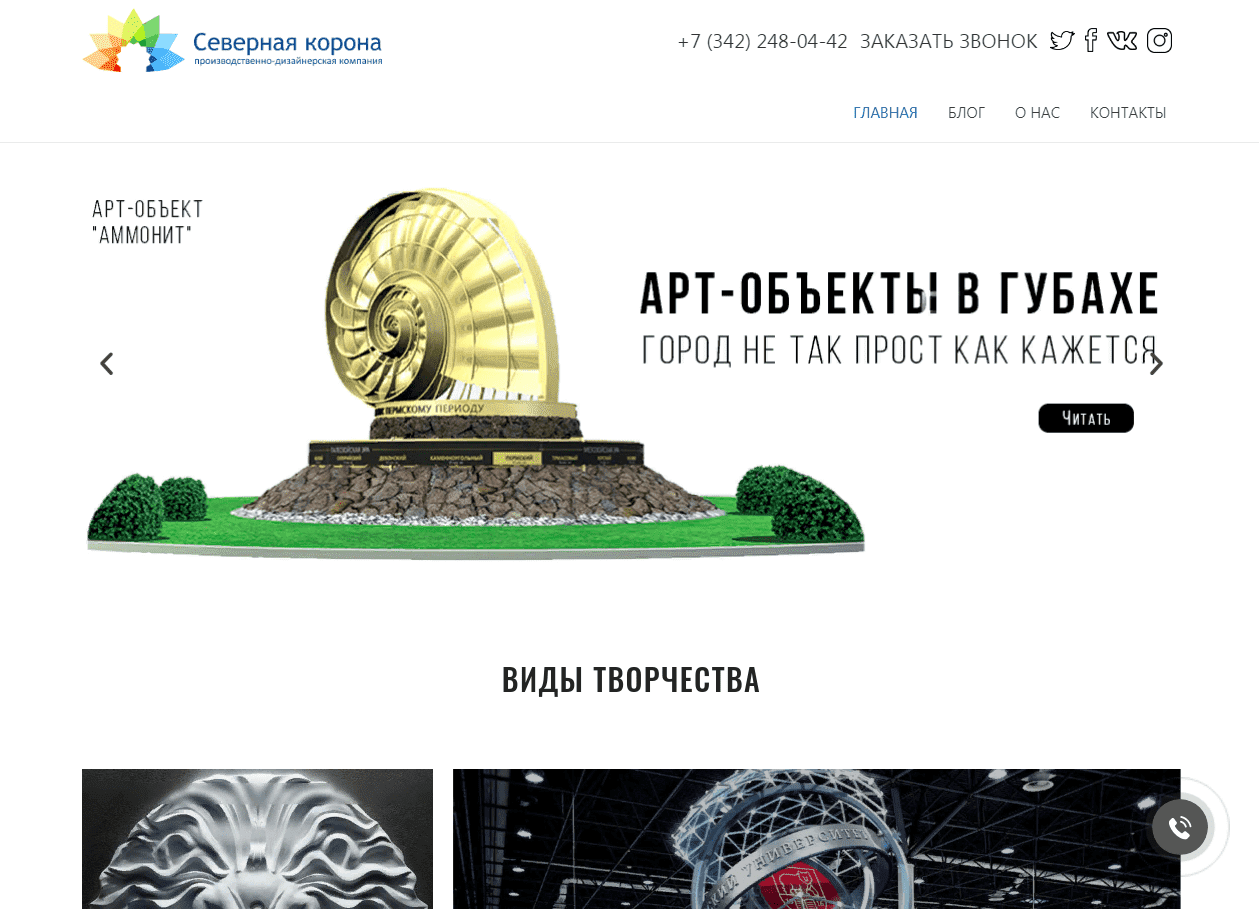 Северная корона
производственно-дизайнерская компания
+7 (342) 248-04-42 ЗАКАЗАТЬ ЗВОНОК
ГЛАВНАЯ БЛОГ О НАС КОНТАКТЫ
АРТ-ОБЪЕКТ
"АММОНИТ"
АРТ-ОБЪЕКТЫ В ГУБАХЕ
ГОРОД НЕ ТАК ПРОСТ КАК КАЖЕТСЯ
Читать
ПЕРМСКОМУ ПЕРИОДУ
ВИДЫ ТВОРЧЕСТВА